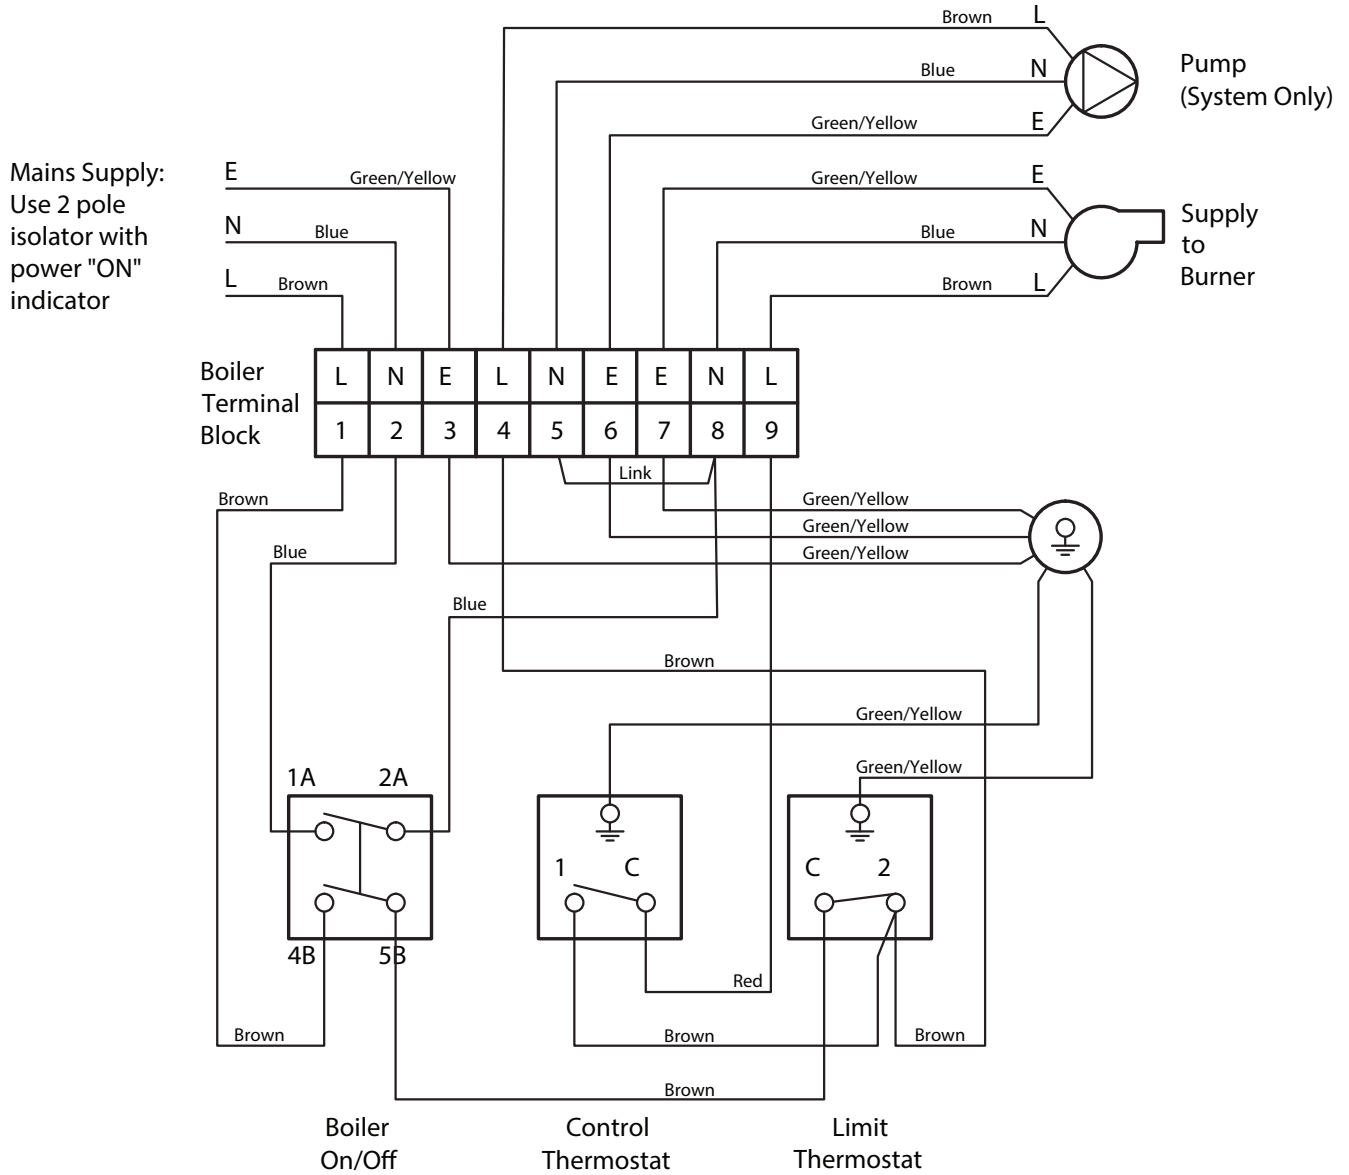 Brown L
Blue N
Green/Yellow E
Pump
(System Only)
Mains Supply:
Use 2 pole
isolator with
power "ON"
indicator
E Green/Yellow
N Blue
L Brown
Green/Yellow E
Blue N
Brown L
Supply
to
Burner
Boiler
Terminal
Block
L N E L N E E N L
1 2 3 4 5 6 7 8 9
Link
Brown
Green/Yellow
Green/Yellow
Blue
Green/Yellow
Blue
Brown
Green/Yellow
Green/Yellow
1A 2A
1 C
C 2
4B 5B
Red
Brown
Brown
Brown
Brown
Boiler
On/Off
Control
Thermostat
Limit
Thermostat